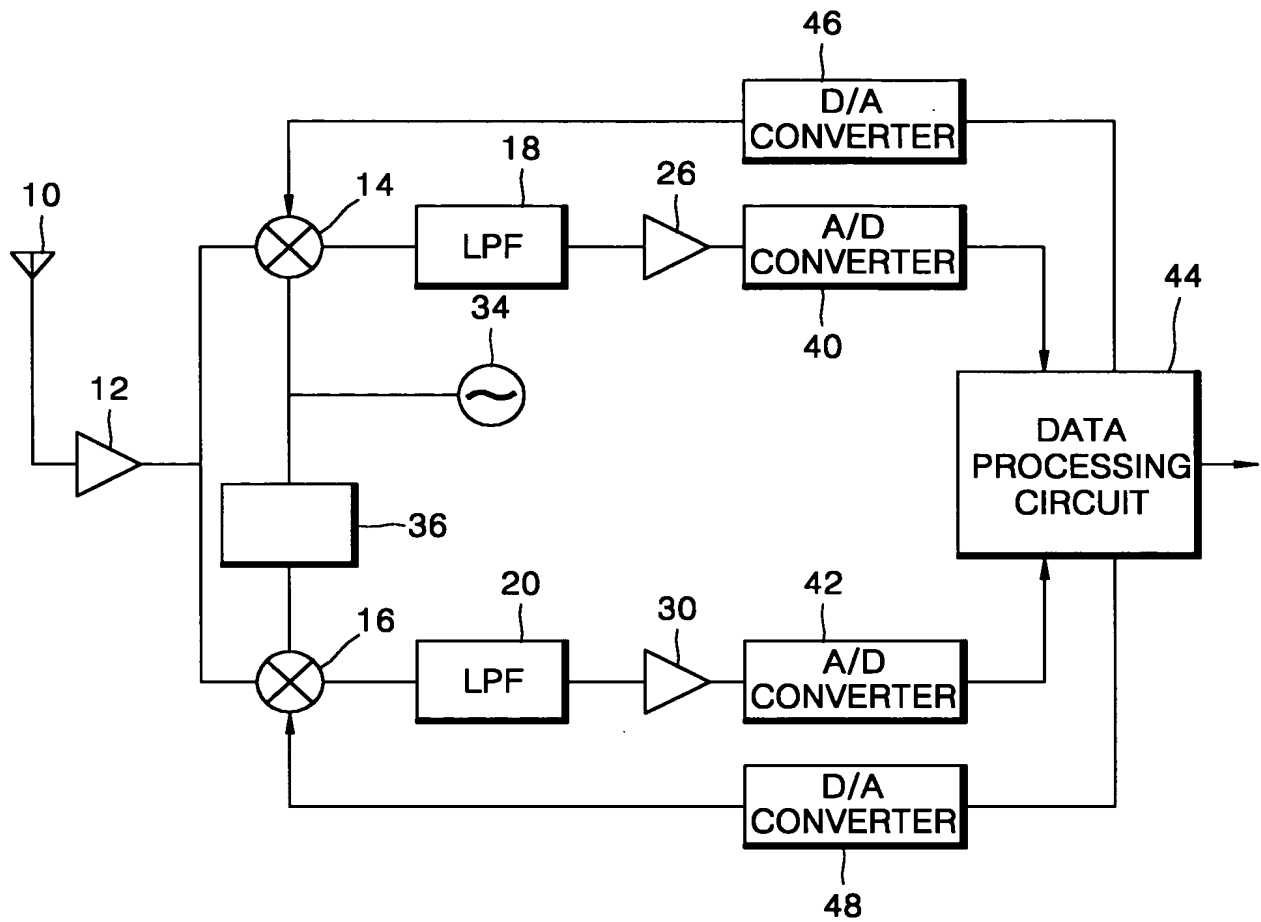 46
D/A
CONVERTER
10
14
18
LPF
26
A/D
CONVERTER
40
34
44
12
DATA
PROCESSING
CIRCUIT
36
16
20
LPF
30
42
A/D
CONVERTER
D/A
CONVERTER
48